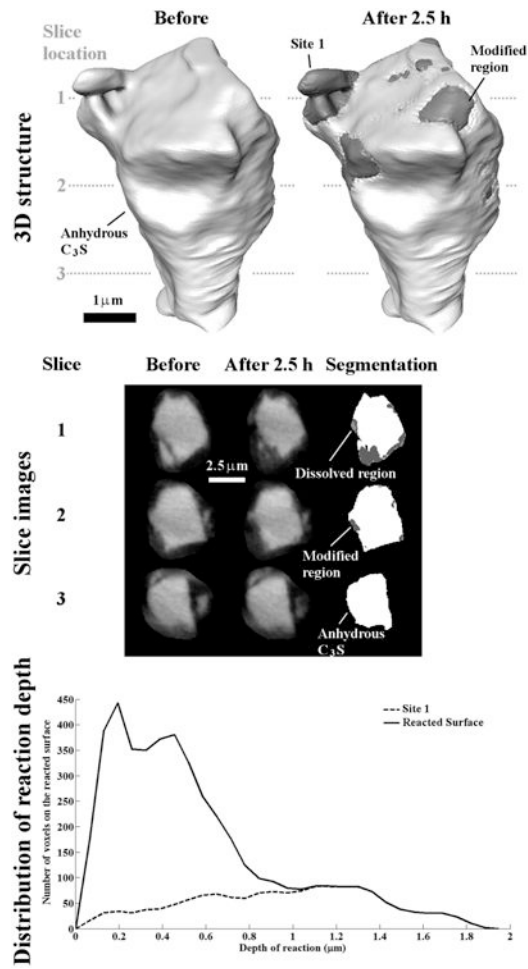 Before
After 2.5 h
Slice
location
Site 1
Modified
region
1
2
3
Anhydrous
C₃S
1 μm
3D structure
Slice
Before
After 2.5 h
Segmentation
1
2.5 μm
Dissolved region
2
Modified
region
3
Anhydrous
C₃S
Slice images
Distribution of reaction depth
Number of voxels on the reacted surface
450
400
350
300
250
200
150
100
50
0
Site 1
Reacted Surface
0
0.2
0.4
0.6
0.8
1
1.2
1.4
1.6
1.8
2
Depth of reaction (μm)